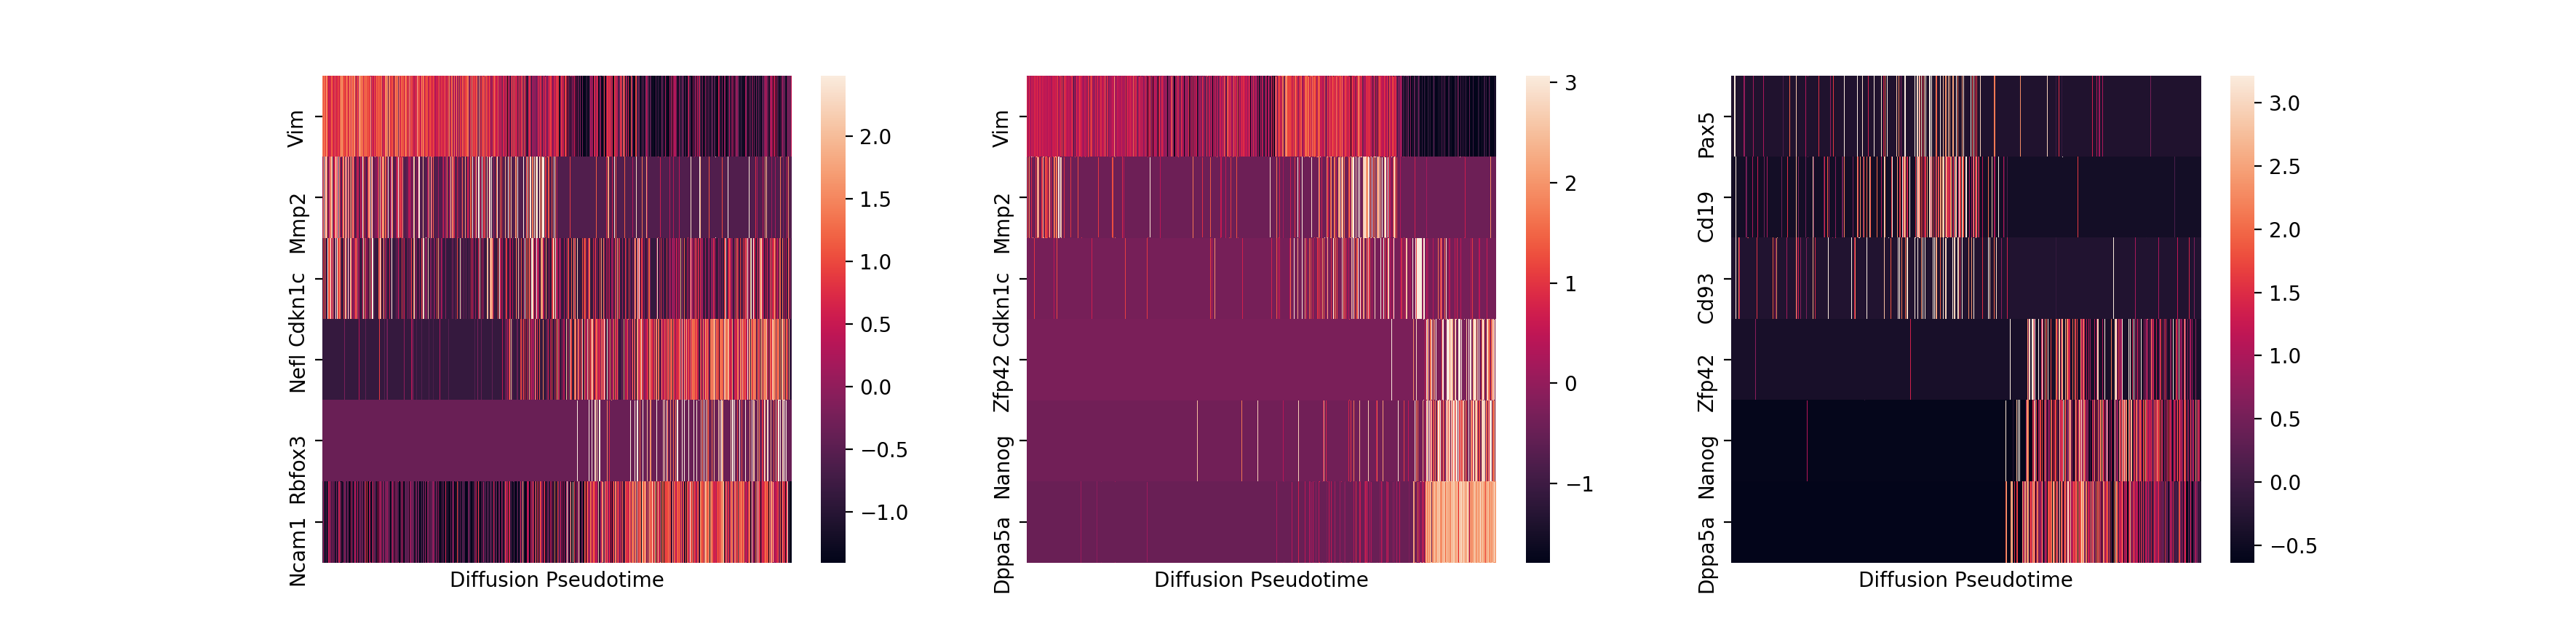 Vim
Mmp2
Cdkn1c
Nefl
Rbfox3
Ncam1
Diffusion Pseudotime
2.0
1.5
1.0
0.5
0.0
−0.5
−1.0
Vim
Mmp2
Cdkn1c
Zfp42
Nanog
Dppa5a
Diffusion Pseudotime
3
2
1
0
−1
Pax5
Cd19
Cd93
Zfp42
Nanog
Dppa5a
Diffusion Pseudotime
3.0
2.5
2.0
1.5
1.0
0.5
0.0
−0.5